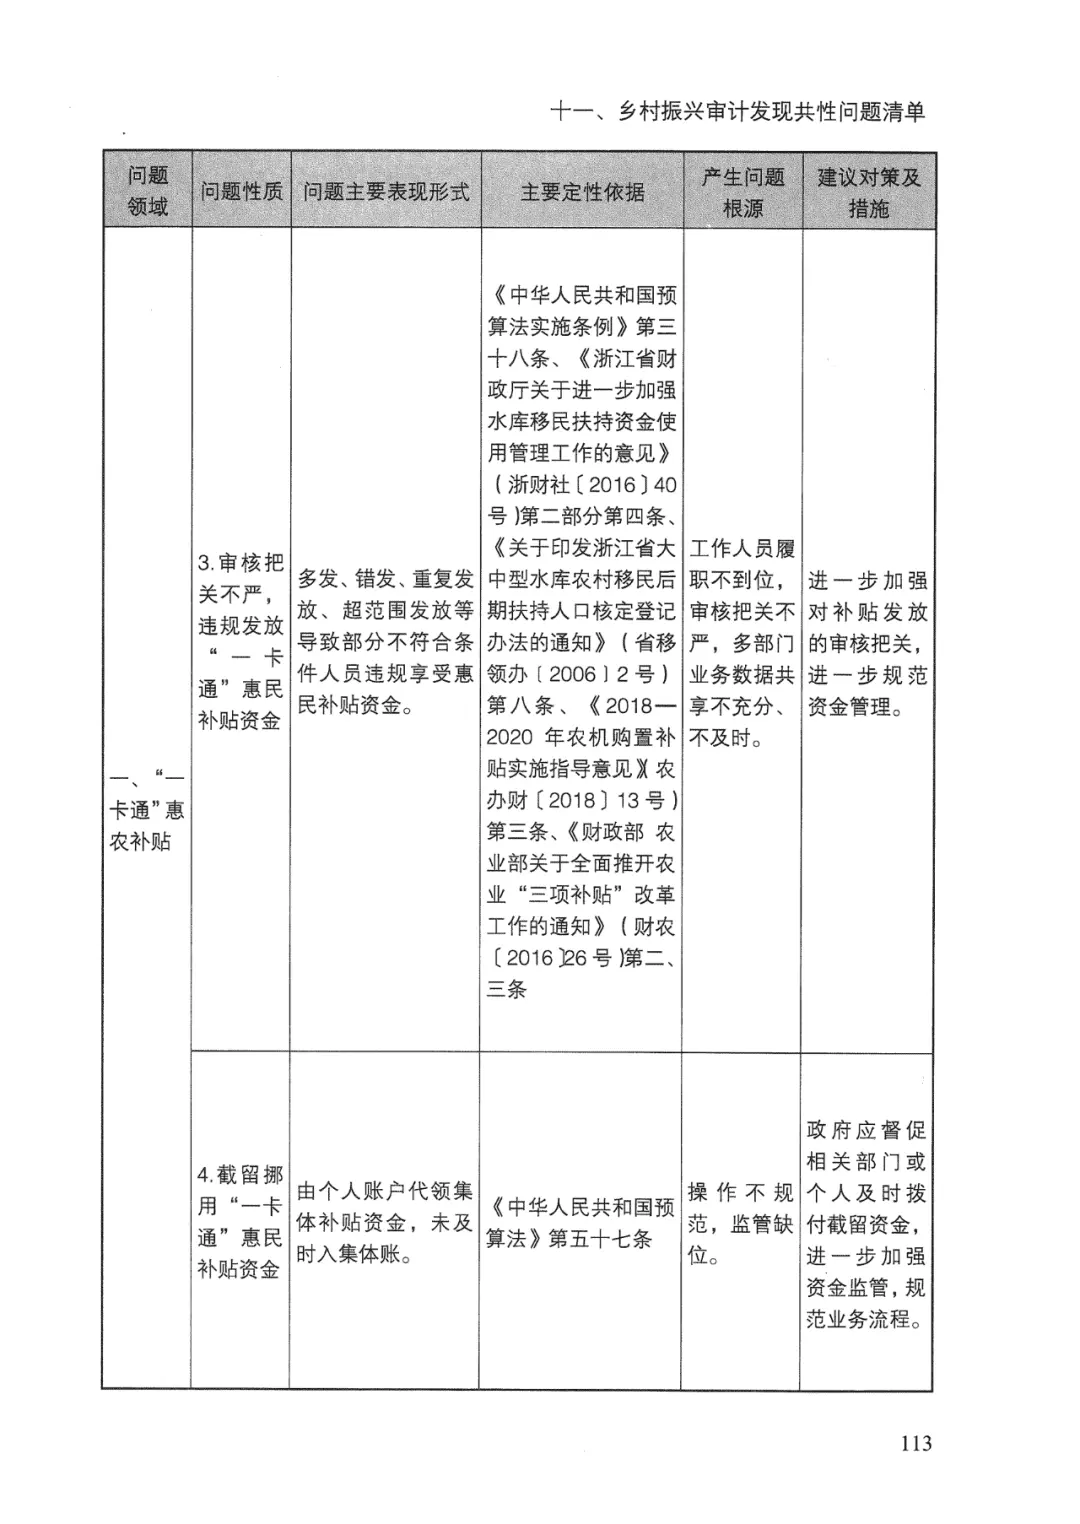 十一、乡村振兴审计发现共性问题清单
问题
领域
问题性质
问题主要表现形式
主要定性依据
产生问题
根源
建议对策及
措施
一、“一
卡通”惠
农补贴
3.审核把
关不严，
违规发放
“一卡
通”惠民
补贴资金
多发、错发、重复发
放、超范围发放等
导致部分不符合条
件人员违规享受惠
民补贴资金。
《中华人民共和国预
算法实施条例》第三
十八条、《浙江省财
政厅关于进一步加强
水库移民扶持资金使
用管理工作的意见》
（浙财社〔2016〕40
号）第二部分第四条、
《关于印发浙江省大
中型水库农村移民后
期扶持人口核定登记
办法的通知》（省移
领办〔2006〕2号）
第八条、《2018—
2020 年农机购置补
贴实施指导意见》（农
办财〔2018〕13号）
第三条、《财政部 农
业部关于全面推开农
业“三项补贴”改革
工作的通知》（财农
〔2016〕26号）第二、
三条
工作人员履
职不到位，
审核把关不
严，多部门
业务数据共
享不充分、
不及时。
进一步加强
对补贴发放
的审核把关，
进一步规范
资金管理。
4.截留挪
用“一卡
通”惠民
补贴资金
由个人账户代领集
体补贴资金，未及
时入集体账。
《中华人民共和国预
算法》第五十七条
操作不规
范，监管缺
位。
政府应督促
相关部门或
个人及时拨
付截留资金，
进一步加强
资金监管，规
范业务流程。
113